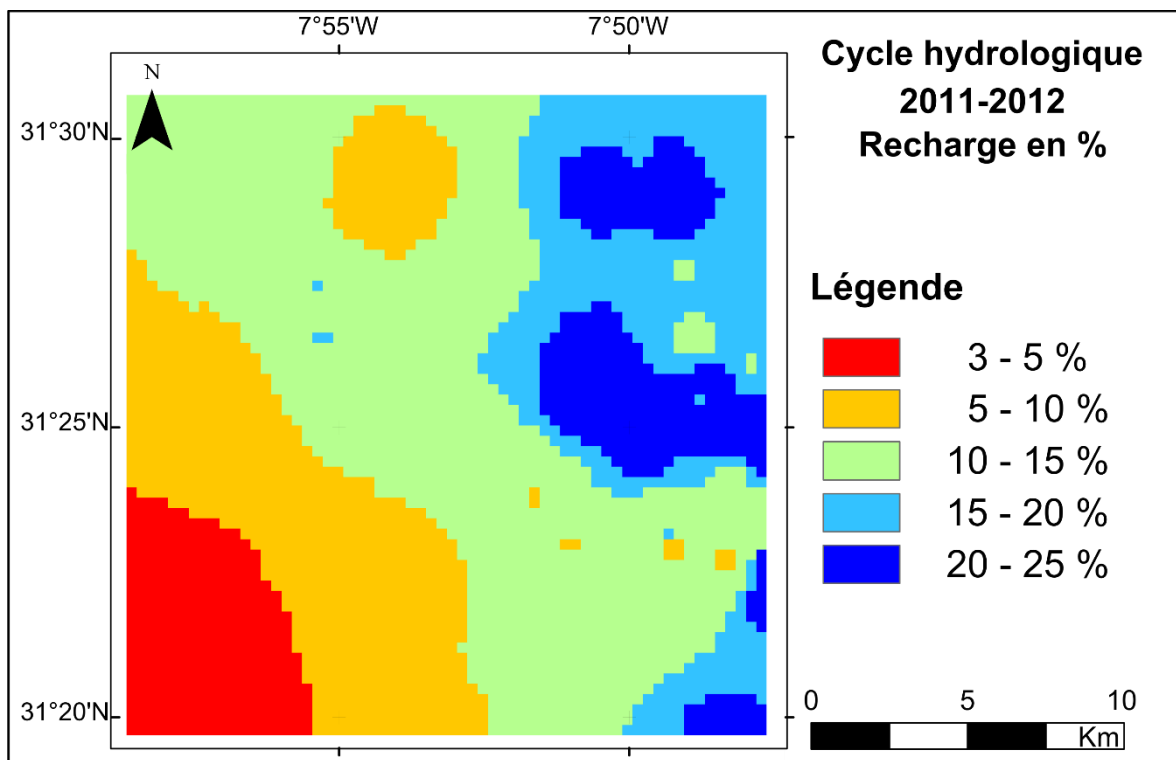 7°55'W 7°50'W
N
31°30'N
31°25'N
31°20'N
Cycle hydrologique
2011-2012
Recharge en %
Légende
3 - 5 %
5 - 10 %
10 - 15 %
15 - 20 %
20 - 25 %
0 5 10
Km